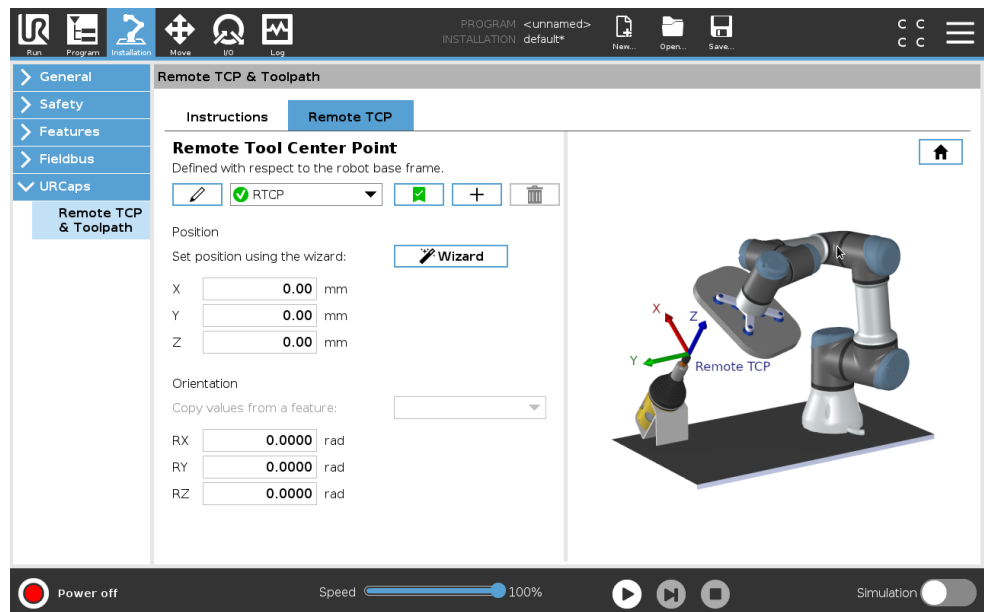 UR
Run
Program
Installation
Move
I/O
Log
PROGRAM <unnamed>
INSTALLATION default*
New...
Open...
Save...
C C
C C
General
Safety
Features
Fieldbus
URCaps
Remote TCP
& Toolpath
Remote TCP & Toolpath
Instructions
Remote TCP
Remote Tool Center Point
Defined with respect to the robot base frame.
RTCP
Position
Set position using the wizard:
Wizard
X 0.00 mm
Y 0.00 mm
Z 0.00 mm
Orientation
Copy values from a feature:
RX 0.0000 rad
RY 0.0000 rad
RZ 0.0000 rad
X
Z
Y
Remote TCP
Power off
Speed
100%
Simulation